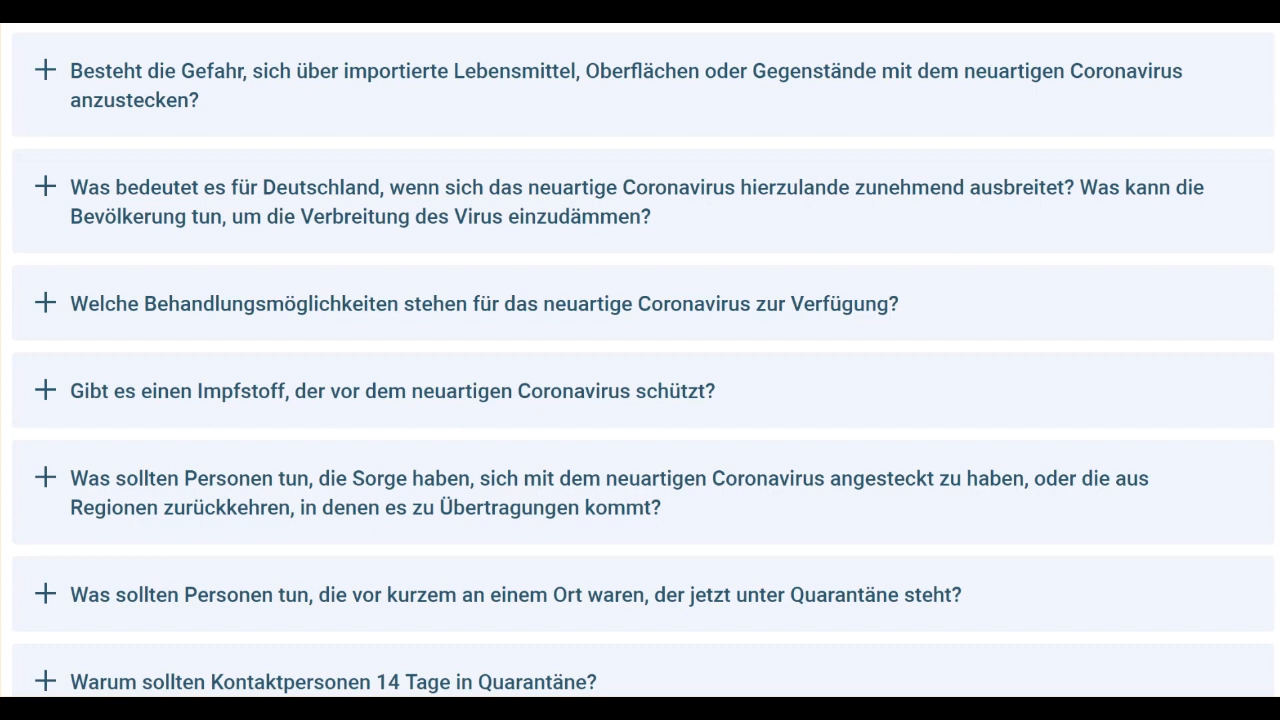 Besteht die Gefahr, sich über importierte Lebensmittel, Oberflächen oder Gegenstände mit dem neuartigen Coronavirus
anzustecken?
Was bedeutet es für Deutschland, wenn sich das neuartige Coronavirus hierzulande zunehmend ausbreitet? Was kann die
Bevölkerung tun, um die Verbreitung des Virus einzudämmen?
Welche Behandlungsmöglichkeiten stehen für das neuartige Coronavirus zur Verfügung?
Gibt es einen Impfstoff, der vor dem neuartigen Coronavirus schützt?
Was sollten Personen tun, die Sorge haben, sich mit dem neuartigen Coronavirus angesteckt zu haben, oder die aus
Regionen zurückkehren, in denen es zu Übertragungen kommt?
Was sollten Personen tun, die vor kurzem an einem Ort waren, der jetzt unter Quarantäne steht?
Warum sollten Kontaktpersonen 14 Tage in Quarantäne?